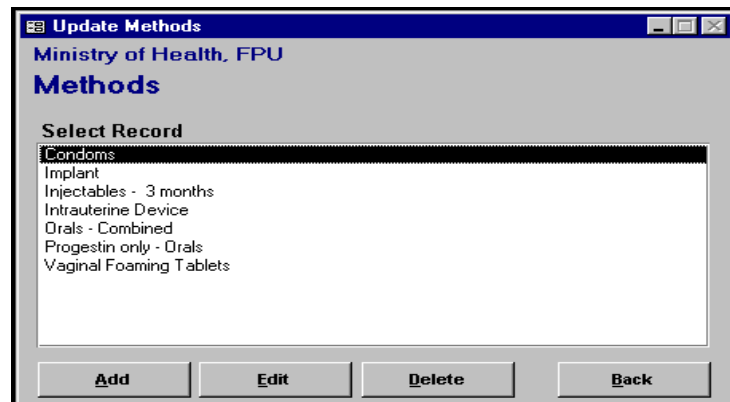 Update Methods
Ministry of Health, FPU
Methods
Select Record
Condoms
Implant
Injectables - 3 months
Intrauterine Device
Orals - Combined
Progestin only - Orals
Vaginal Foaming Tablets
Add Edit Delete Back